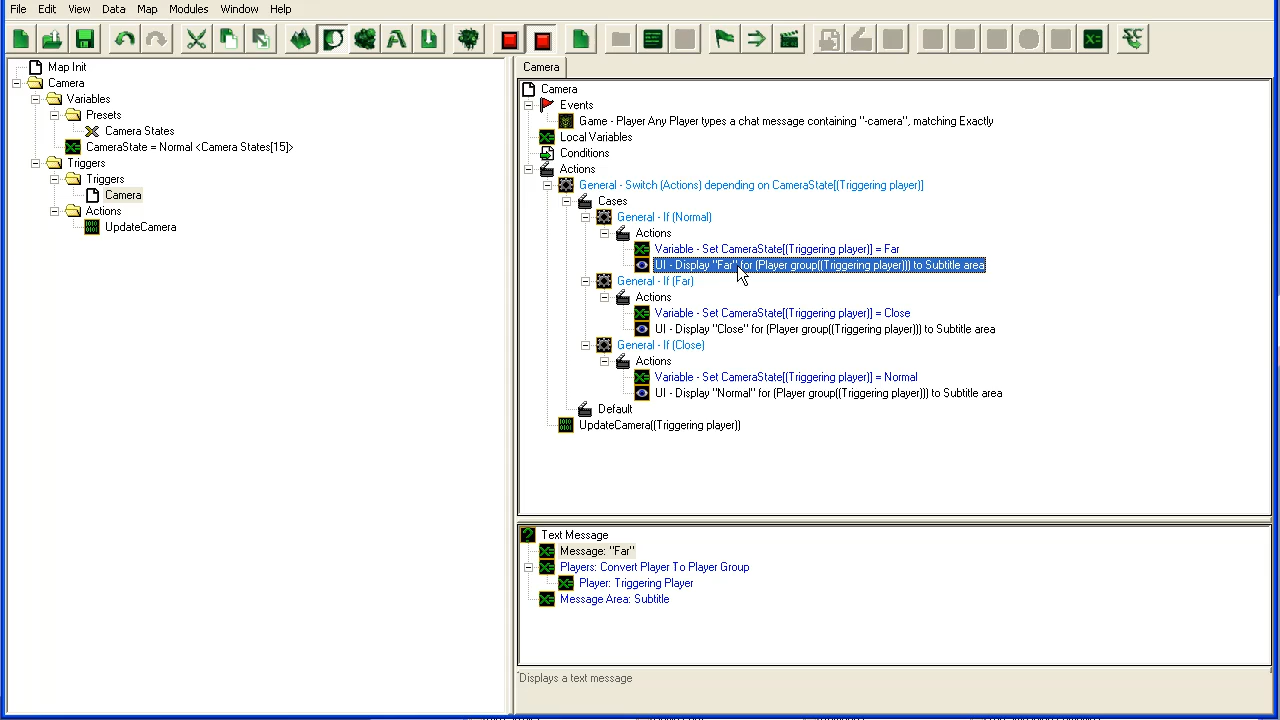 File Edit View Data Map Modules Window Help
Map Init
Camera
Variables
Presets
Camera States
CameraState = Normal <Camera States[15]>
Triggers
Triggers
Camera
Actions
UpdateCamera
Camera
Camera
Events
Game - Player Any Player types a chat message containing "-camera", matching Exactly
Local Variables
Conditions
Actions
General - Switch (Actions) depending on CameraState[(Triggering player)]
Cases
General - If (Normal)
Actions
Variable - Set CameraState[(Triggering player)] = Far
UI - Display "Far" for (Player group((Triggering player))) to Subtitle area
General - If (Far)
Actions
Variable - Set CameraState[(Triggering player)] = Close
UI - Display "Close" for (Player group((Triggering player))) to Subtitle area
General - If (Close)
Actions
Variable - Set CameraState[(Triggering player)] = Normal
UI - Display "Normal" for (Player group((Triggering player))) to Subtitle area
Default
UpdateCamera((Triggering player))
Text Message
Message: "Far"
Players: Convert Player To Player Group
Player: Triggering Player
Message Area: Subtitle
Displays a text message